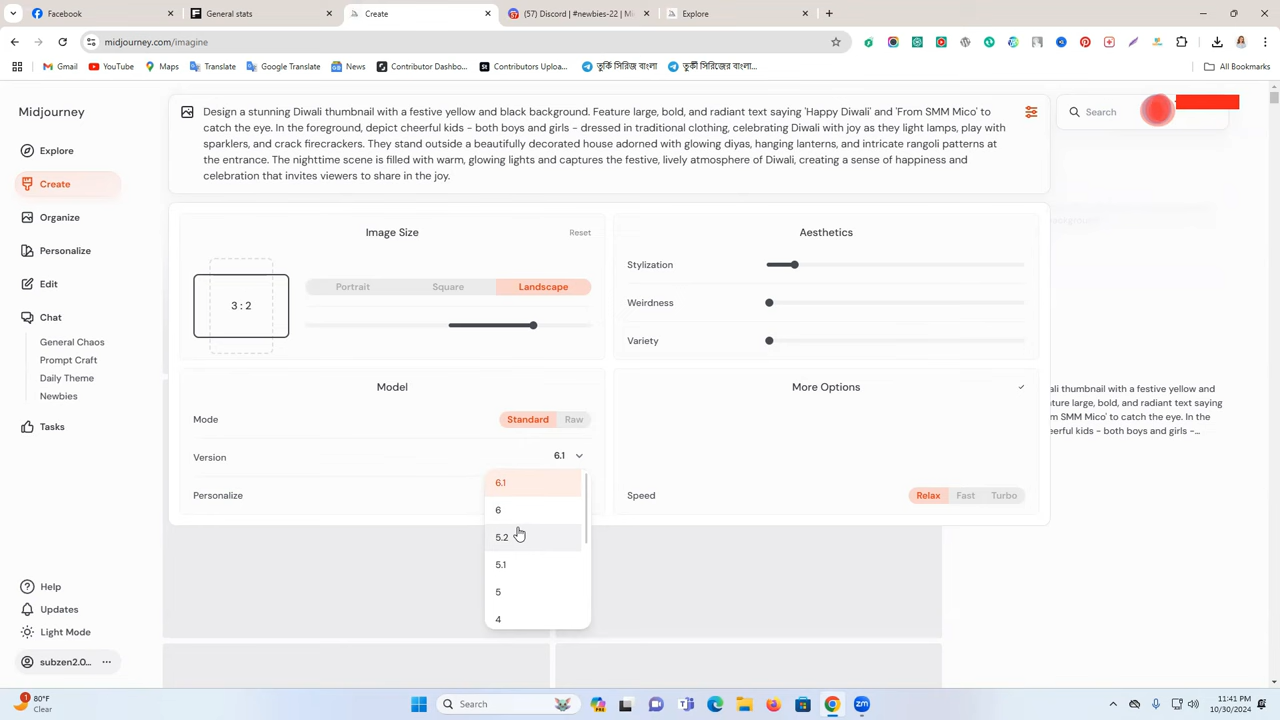 Facebook
General stats
Create
(57) Discord | #newbies-22 | Mi
Explore
midjourney.com/imagine
Gmail
YouTube
Maps
Translate
Google Translate
News
Contributor Dashbo...
Contributors Uploa...
তুর্কি সিরিজ বাংলা
তুর্কী সিরিজের বাংলা...
All Bookmarks
Midjourney
Explore
Create
Organize
Personalize
Edit
Chat
General Chaos
Prompt Craft
Daily Theme
Newbies
Tasks
Help
Updates
Light Mode
subzen2.0...
Design a stunning Diwali thumbnail with a festive yellow and black background. Feature large, bold, and radiant text saying 'Happy Diwali' and 'From SMM Mico' to
catch the eye. In the foreground, depict cheerful kids - both boys and girls - dressed in traditional clothing, celebrating Diwali with joy as they light lamps, play with
sparklers, and crack firecrackers. They stand outside a beautifully decorated house adorned with glowing diyas, hanging lanterns, and intricate rangoli patterns at
the entrance. The nighttime scene is filled with warm, glowing lights and captures the festive, lively atmosphere of Diwali, creating a sense of happiness and
celebration that invites viewers to share in the joy.
Search
Image Size
Reset
3 : 2
Portrait
Square
Landscape
Aesthetics
Stylization
Weirdness
Variety
Model
Mode
Standard
Raw
Version
6.1
Personalize
6.1
6
5.2
5.1
5
4
More Options
Speed
Relax
Fast
Turbo
ali thumbnail with a festive yellow and
ature large, bold, and radiant text saying
om SMM Mico' to catch the eye. In the
eerful kids - both boys and girls -...
80°F
Clear
Search
11:41 PM
10/30/2024